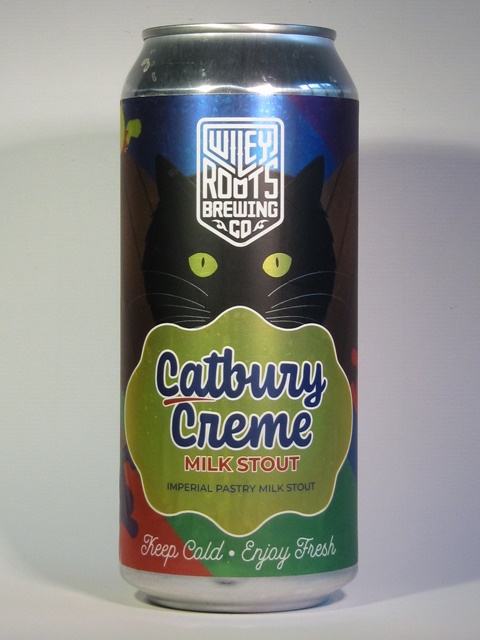 WILEY
ROOTS
BREWING
CO
Catbury
Creme
MILK STOUT
IMPERIAL PASTRY MILK STOUT
Keep Cold • Enjoy Fresh